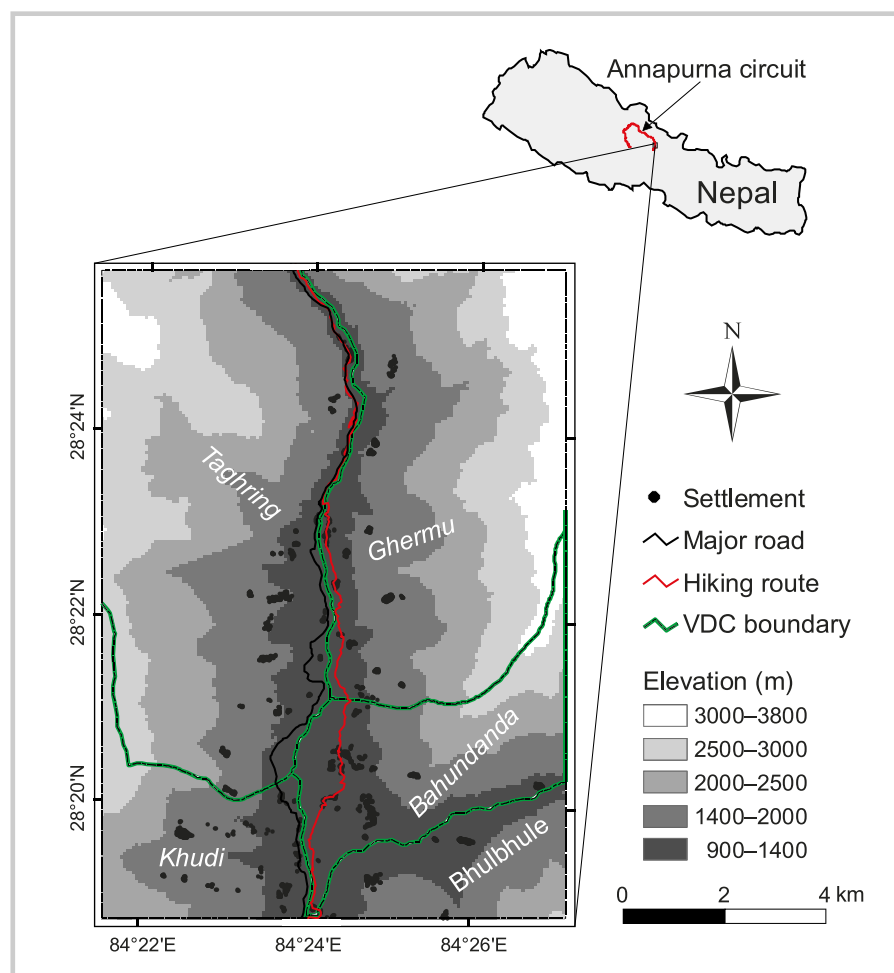 Annapurna circuit
Nepal
N
28°24'N
28°22'N
28°20'N
84°22'E
84°24'E
84°26'E
Taghring
Ghermu
Bahundanda
Khudi
Bhulbhule
Settlement
Major road
Hiking route
VDC boundary
Elevation (m)
3000–3800
2500–3000
2000–2500
1400–2000
900–1400
0 2 4 km